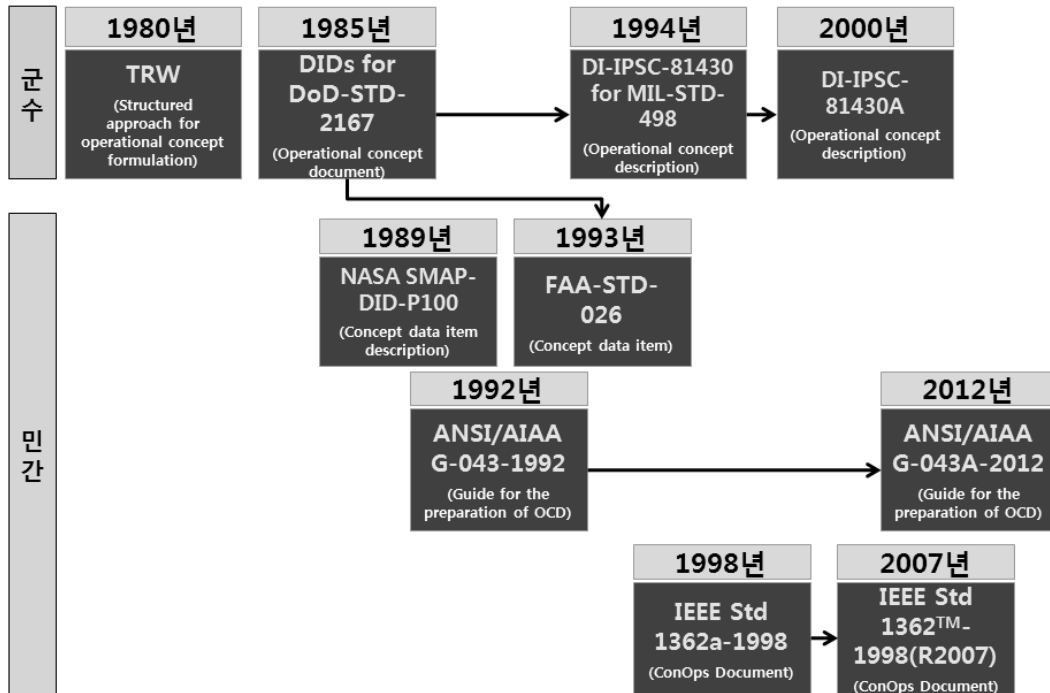 군
수
1980년
TRW
(Structured
approach for
operational concept
formulation)
1985년
DIDs for
DoD-STD-
2167
(Operational concept
document)
1994년
DI-IPSC-81430
for MIL-STD-
498
(Operational concept
description)
2000년
DI-IPSC-
81430A
(Operational concept
description)
민
간
1989년
NASA SMAP-
DID-P100
(Concept data item
description)
1993년
FAA-STD-
026
(Concept data item)
1992년
ANSI/AIAA
G-043-1992
(Guide for the
preparation of OCD)
2012년
ANSI/AIAA
G-043A-2012
(Guide for the
preparation of OCD)
1998년
IEEE Std
1362a-1998
(ConOps Document)
2007년
IEEE Std
1362™-
1998(R2007)
(ConOps Document)